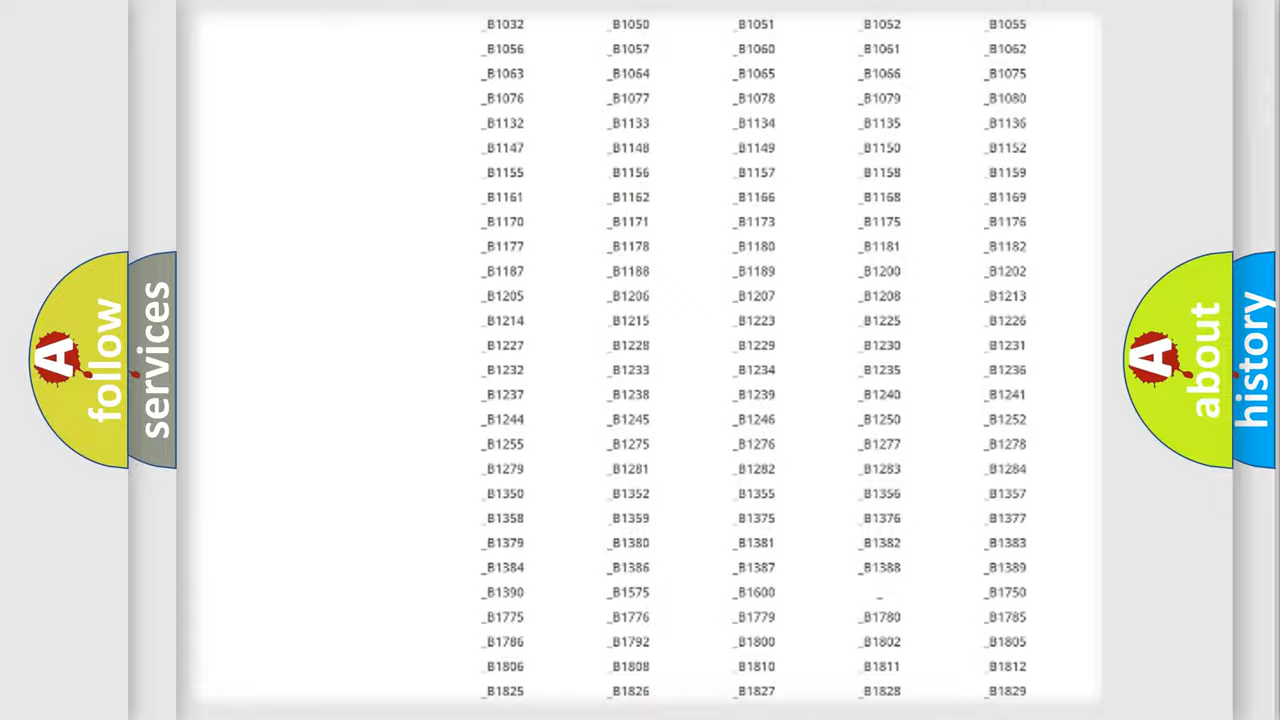 _B1032 _B1050 _B1051 _B1052 _B1055
_B1056 _B1057 _B1060 _B1061 _B1062
_B1063 _B1064 _B1065 _B1066 _B1075
_B1076 _B1077 _B1078 _B1079 _B1080
_B1132 _B1133 _B1134 _B1135 _B1136
_B1147 _B1148 _B1149 _B1150 _B1152
_B1155 _B1156 _B1157 _B1158 _B1159
_B1161 _B1162 _B1166 _B1168 _B1169
_B1170 _B1171 _B1173 _B1175 _B1176
_B1177 _B1178 _B1180 _B1181 _B1182
_B1187 _B1188 _B1189 _B1200 _B1202
_B1205 _B1206 _B1207 _B1208 _B1213
_B1214 _B1215 _B1223 _B1225 _B1226
_B1227 _B1228 _B1229 _B1230 _B1231
_B1232 _B1233 _B1234 _B1235 _B1236
_B1237 _B1238 _B1239 _B1240 _B1241
_B1244 _B1245 _B1246 _B1250 _B1252
_B1255 _B1275 _B1276 _B1277 _B1278
_B1279 _B1281 _B1282 _B1283 _B1284
_B1350 _B1352 _B1355 _B1356 _B1357
_B1358 _B1359 _B1375 _B1376 _B1377
_B1379 _B1380 _B1381 _B1382 _B1383
_B1384 _B1386 _B1387 _B1388 _B1389
_B1390 _B1575 _B1600 _ _B1750
_B1775 _B1776 _B1779 _B1780 _B1785
_B1786 _B1792 _B1800 _B1802 _B1805
_B1806 _B1808 _B1810 _B1811 _B1812
_B1825 _B1826 _B1827 _B1828 _B1829
A
follow
services
A
about
history